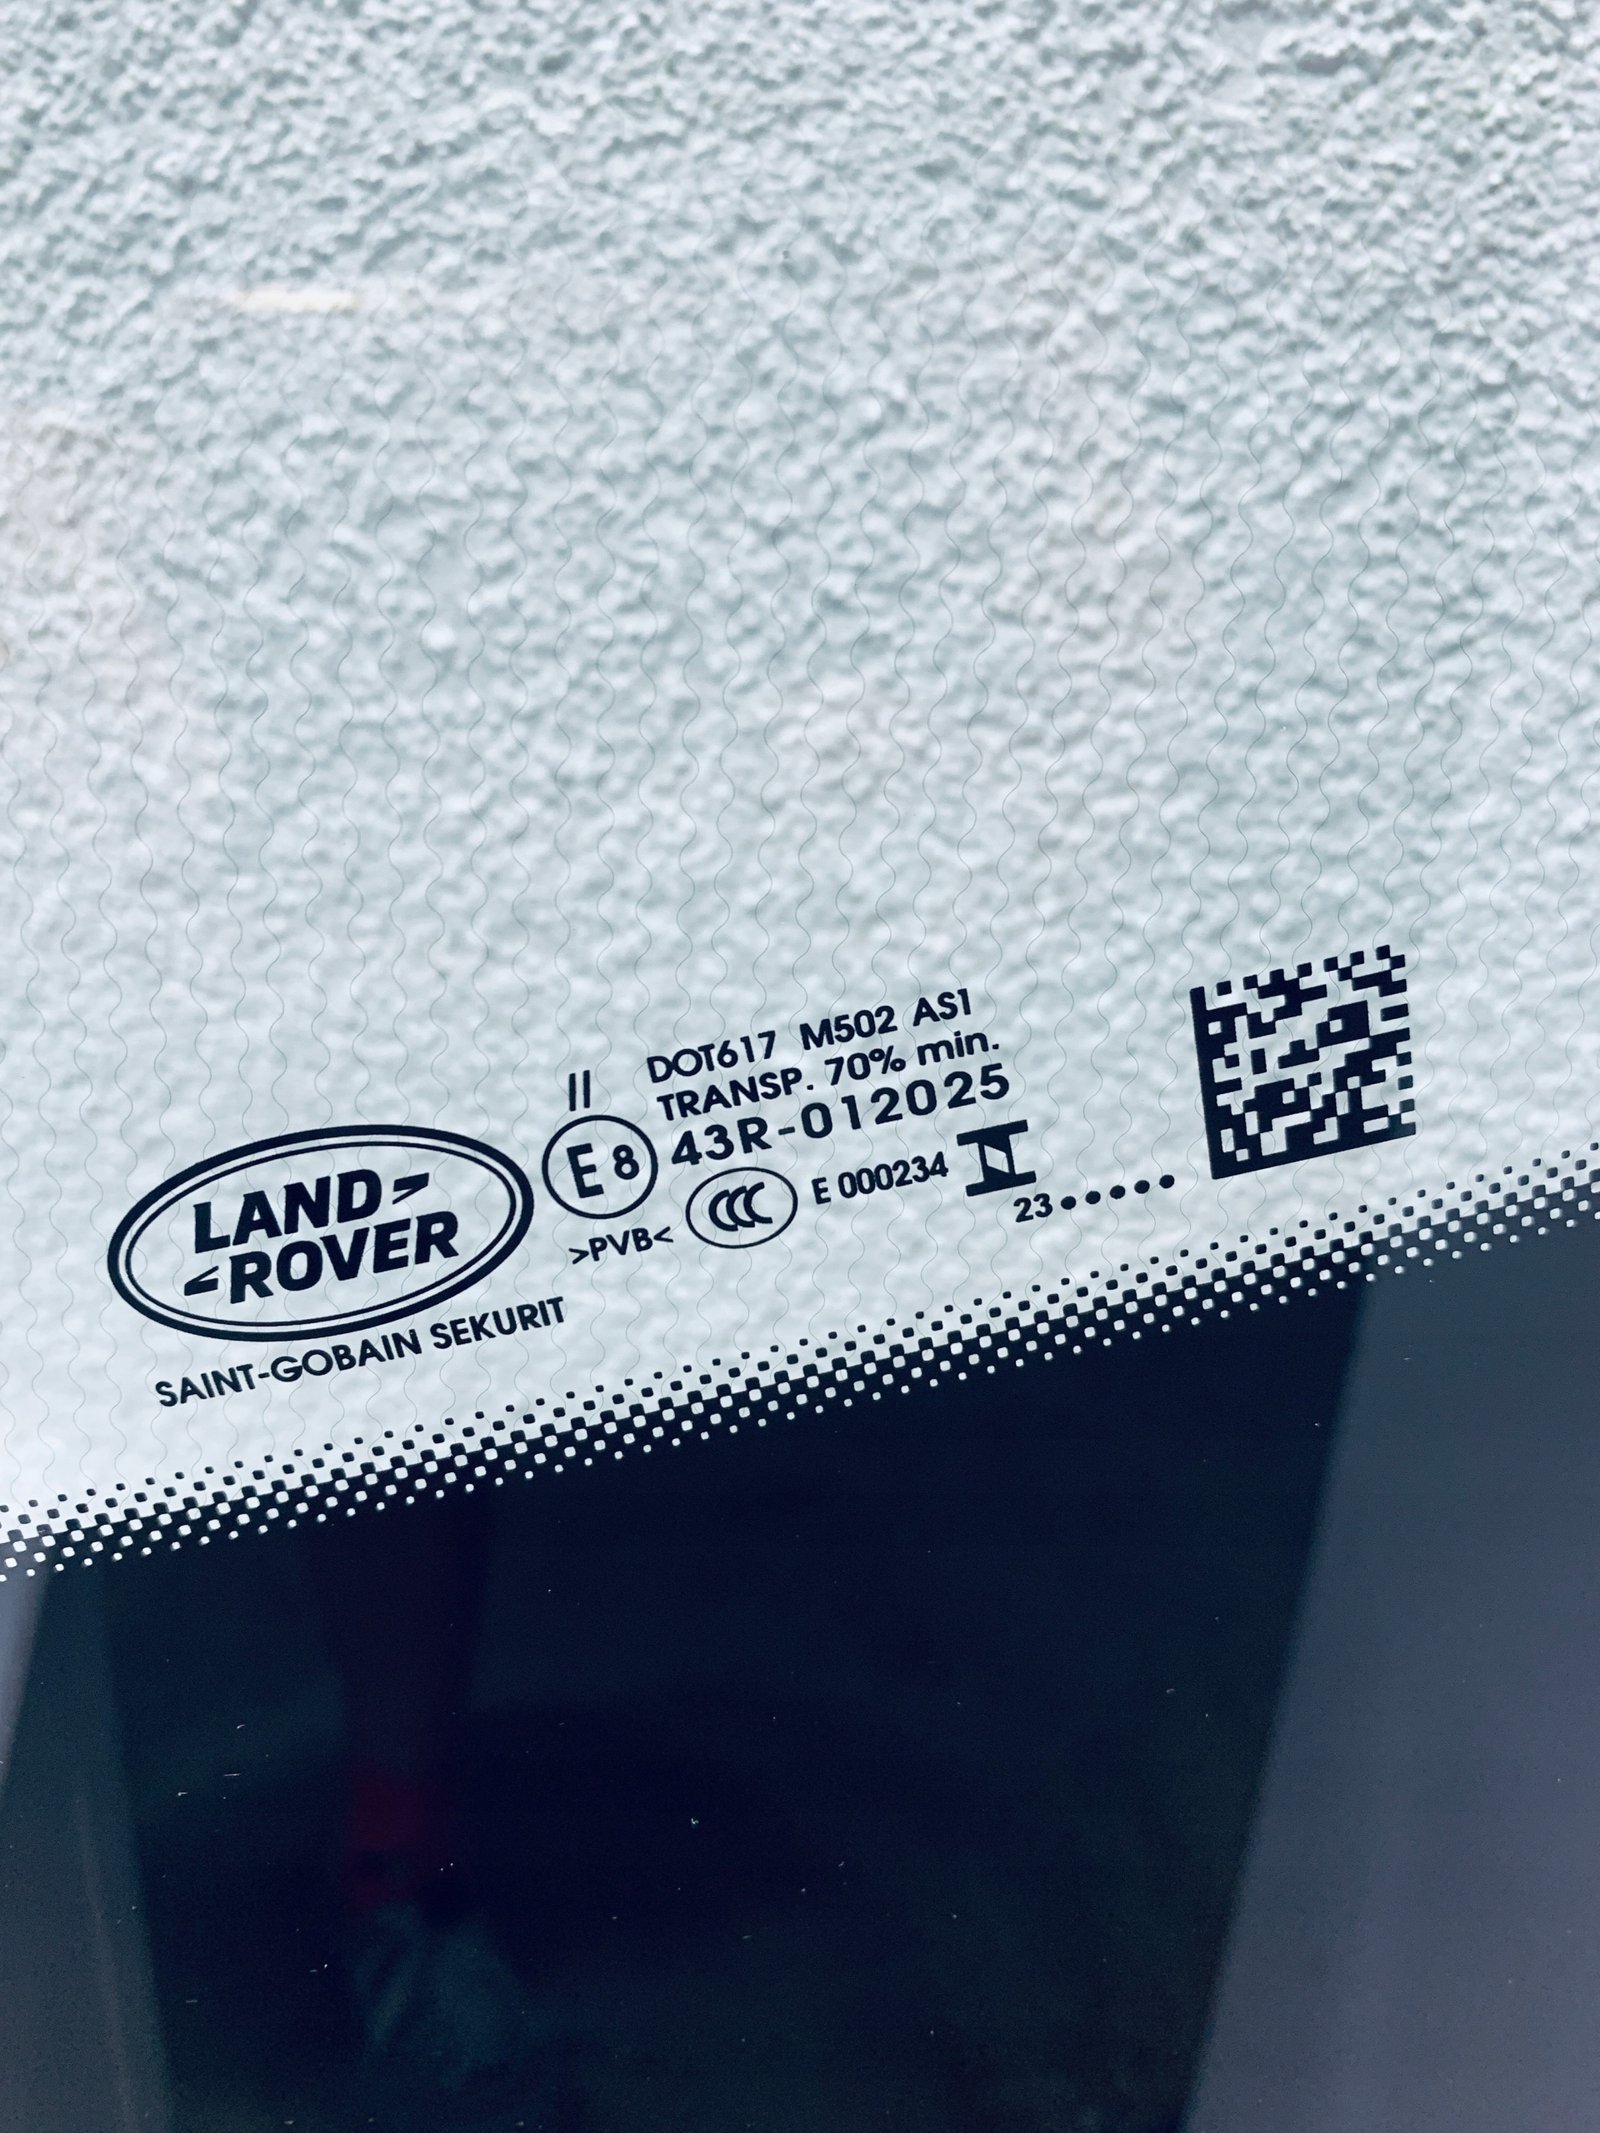 LAND
ROVER
SAINT-GOBAIN SEKURIT
II
E8
>PVB<
DOT617 M502 AS1
TRANSP. 70% min.
43R-012025
CCC E 000234
23•••••